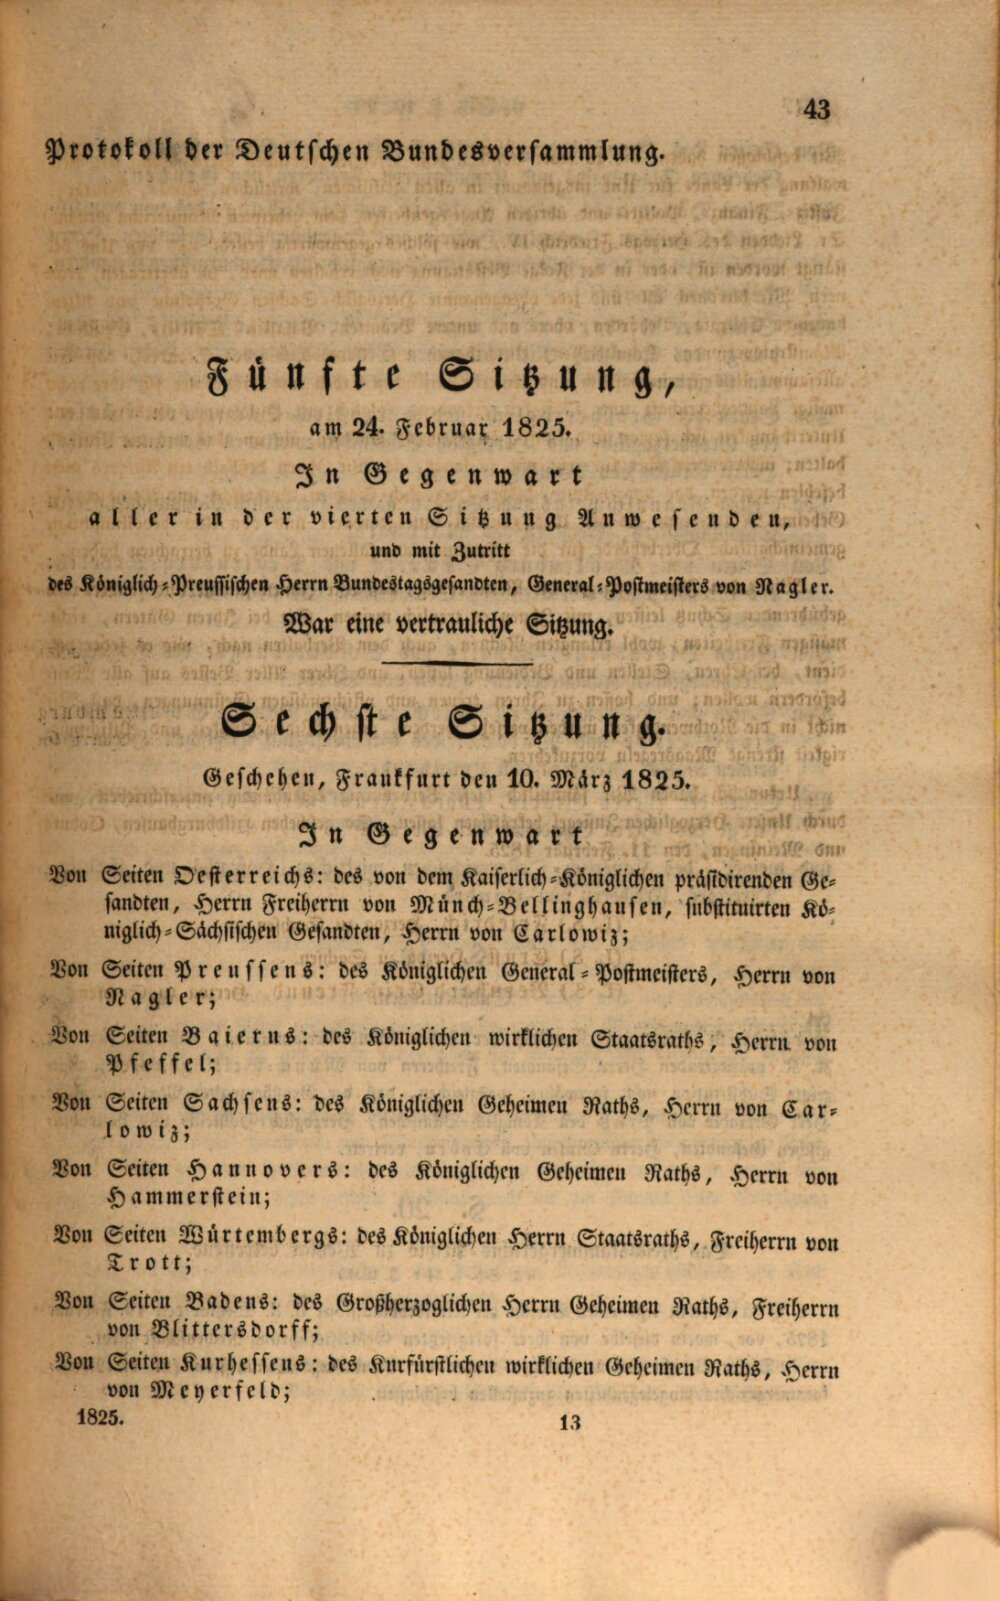 43
Protokoll der Deutschen Bundesversammlung.
Fünfte Sitzung,
am 24. Februar 1825.
In Gegenwart
aller in der vierten Sitzung Anwesenden,
und mit Zutritt
des Königlich-Preussischen Herrn Bundestagsgesandten, General-Postmeisters von Nagler.
War eine vertrauliche Sitzung.
Sechste Sitzung.
Geschehen, Frankfurt den 10. März 1825.
In Gegenwart
Von Seiten Oesterreichs: des von dem Kaiserlich-Königlichen präsidirenden Ge-
sandten, Herrn Freiherrn von Münch-Bellinghausen, substituirten Kö-
niglich-Sächsischen Gesandten, Herrn von Carlowiz;
Von Seiten Preussens: des Königlichen General-Postmeisters, Herrn von
Nagler;
Von Seiten Baierns: des Königlichen wirklichen Staatsraths, Herrn von
Pfeffel;
Von Seiten Sachsens: des Königlichen Geheimen Raths, Herrn von Car-
lowiz;
Von Seiten Hannovers: des Königlichen Geheimen Raths, Herrn von
Hammerstein;
Von Seiten Würtembergs: des Königlichen Herrn Staatsraths, Freiherrn von
Trott;
Von Seiten Badens: des Großherzoglichen Herrn Geheimen Raths, Freiherrn
von Blittersdorff;
Von Seiten Kurhessens: des Kurfürstlichen wirklichen Geheimen Raths, Herrn
von Meyerfeld;
1825.
13